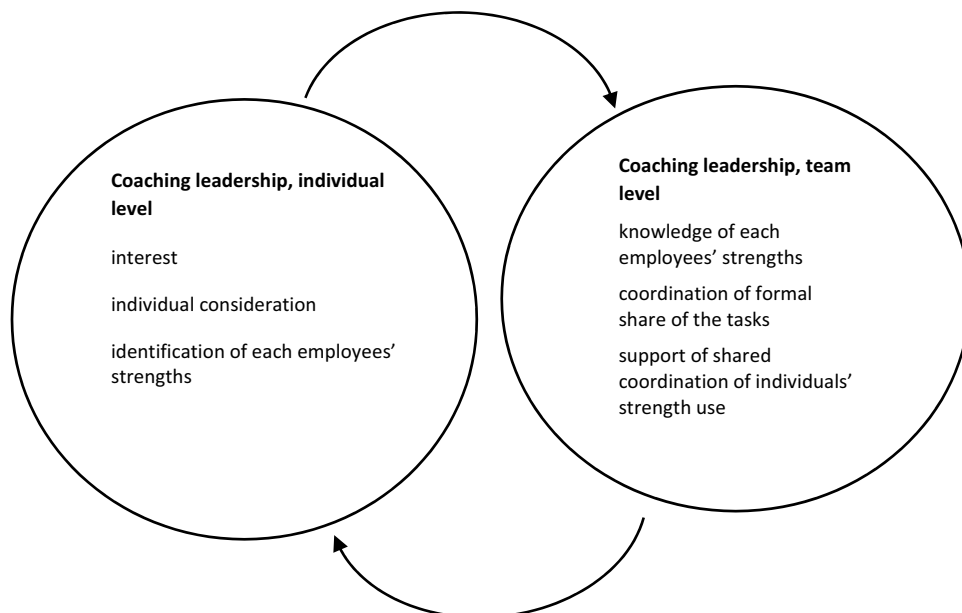 Coaching leadership, individual
level
interest
individual consideration
identification of each employees’
strengths
Coaching leadership, team
level
knowledge of each
employees’ strengths
coordination of formal
share of the tasks
support of shared
coordination of individuals’
strength use